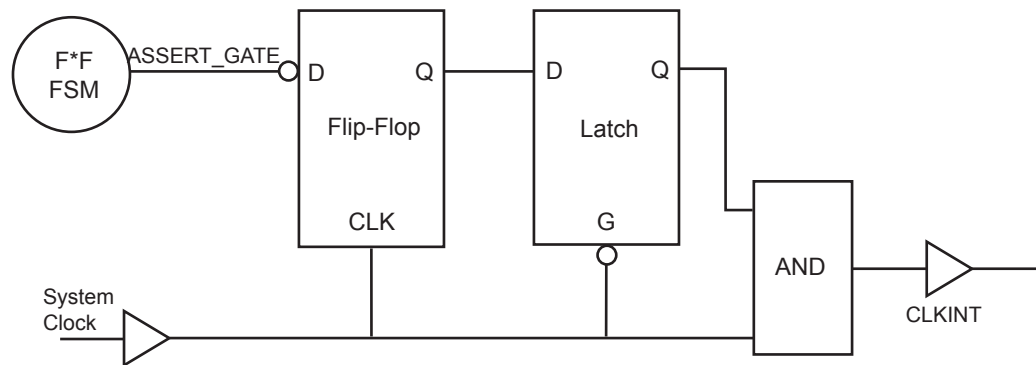 F*F
FSM
ASSERT_GATE
D
Q
Flip-Flop
CLK
D
Q
Latch
G
AND
System
Clock
CLKINT